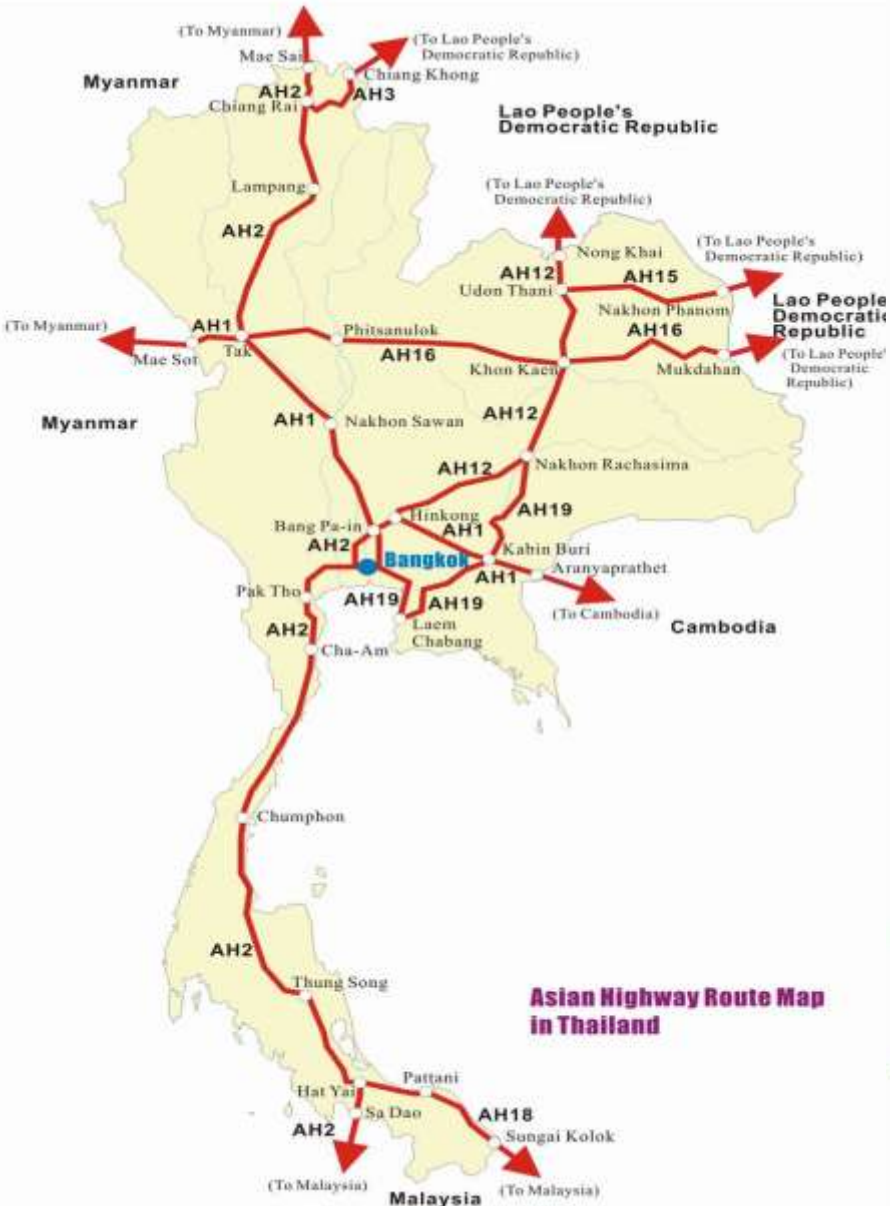 (To Myanmar)
(To Lao People's
Democratic Republic)
Mae Sai
Myanmar
Chiang Khong
AH2
AH3
Chiang Rai
Lao People's
Democratic Republic
Lampang
(To Lao People's
Democratic Republic)
AH2
Nong Khai
(To Lao People's
Democratic Republic)
AH12
AH15
Udon Thani
Nakhon Phanom
Lao People
Democratic
Republic
(To Myanmar)
AH1
Mae Sot
Tak
Phitsanulok
AH16
AH16
Khon Kaen
Mukdahan
(To Lao People'
Democratic
Republic)
Myanmar
AH1
Nakhon Sawan
AH12
AH12
Nakhon Rachasima
Hinkong
AH19
Bang Pa-in
AH1
AH2
Kabin Buri
Bangkok
AH1
Aranyaprathet
Pak Tho
AH19
AH19
(To Cambodia)
Laem
Chabang
Cambodia
AH2
Cha-Am
Chumphon
AH2
Thung Song
Asian Highway Route Map
in Thailand
Hat Yai
Pattani
Sa Dao
AH18
AH2
Sungai Kolok
(To Malaysia)
Malaysia
(To Malaysia)